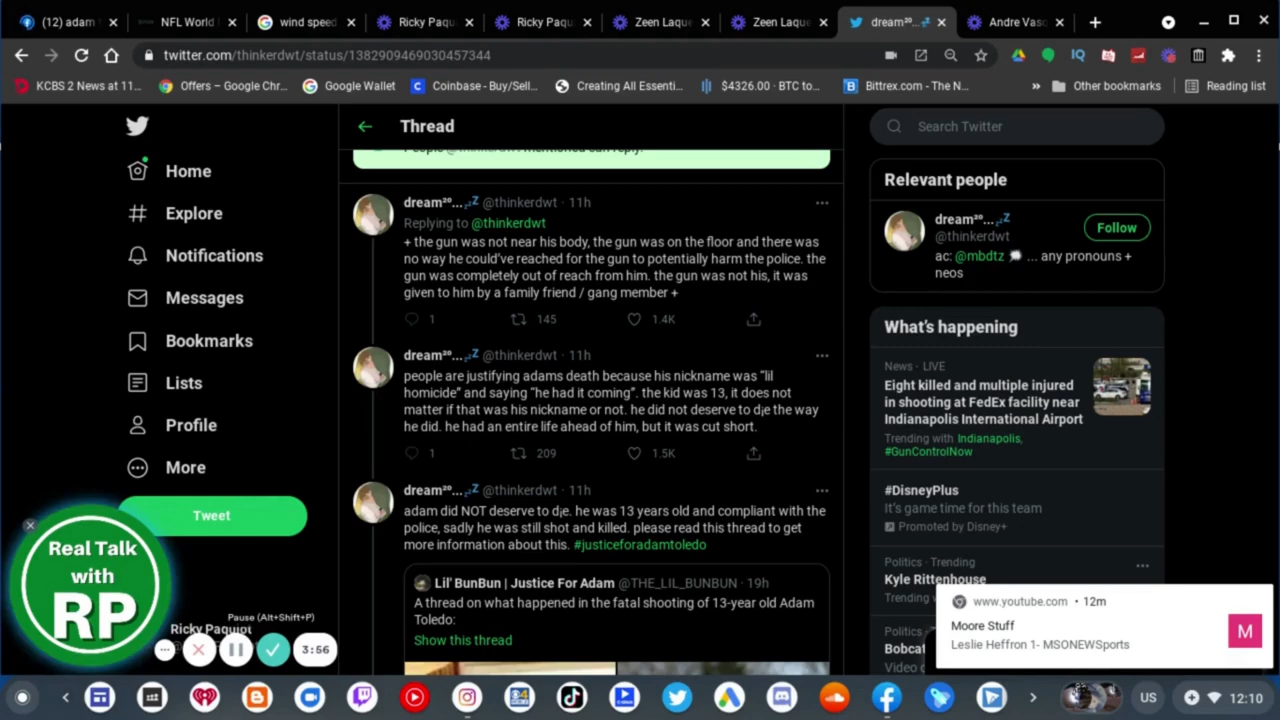 (22) adam
NFL World
wind speed
Ricky Paqu
Ricky Paqu
Zeen Laque
Zeen Laque
dream²⁰...💤
Andre Vasq
twitter.com/thinkerdwt/status/1382909469030457344
KCBS 2 News at 11...
Offers – Google Chr...
Google Wallet
Coinbase - Buy/Sell...
Creating All Essenti...
$4326.00 · BTC to...
Bittrex.com - The N...
»
Other bookmarks
Reading list
Home
Explore
Notifications
Messages
Bookmarks
Lists
Profile
More
Tweet
Thread
People @thinkerdwt mentioned can reply.
dream²⁰...💤 @thinkerdwt · 11h
Replying to @thinkerdwt
+ the gun was not near his body, the gun was on the floor and there was
no way he could've reached for the gun to potentially harm the police. the
gun was completely out of reach from him. the gun was not his, it was
given to him by a family friend / gang member +
1 145 1.4K
dream²⁰...💤 @thinkerdwt · 11h
people are justifying adams death because his nickname was “lil
homicide” and saying “he had it coming”. the kid was 13, it does not
matter if that was his nickname or not. he did not deserve to d¡e the way
he did. he had an entire life ahead of him, but it was cut short.
1 209 1.5K
dream²⁰...💤 @thinkerdwt · 11h
adam did NOT deserve to d¡e. he was 13 years old and compliant with the
police, sadly he was still shot and killed. please read this thread to get
more information about this. #justiceforadamtoledo
Lil' BunBun | Justice For Adam @THE_LIL_BUNBUN · 19h
A thread on what happened in the fatal shooting of 13-year old Adam
Toledo:
Show this thread
Search Twitter
Relevant people
dream²⁰...💤
@thinkerdwt
Follow
ac: @mbdtz 💭 ... any pronouns +
neos
What's happening
News · LIVE
Eight killed and multiple injured
in shooting at FedEx facility near
Indianapolis International Airport
Trending with Indianapolis,
#GunControlNow
#DisneyPlus
It's game time for this team
Promoted by Disney+
Politics · Trending
Kyle Rittenhouse
Trending
Politics
Bobcat
Video
www.youtube.com • 12m
Moore Stuff
Leslie Heffron 1- MSONEWSports
M
Real Talk
with
RP
Pause (Alt+Shift+P)
Ricky Paquiot
3:56
US
12:10